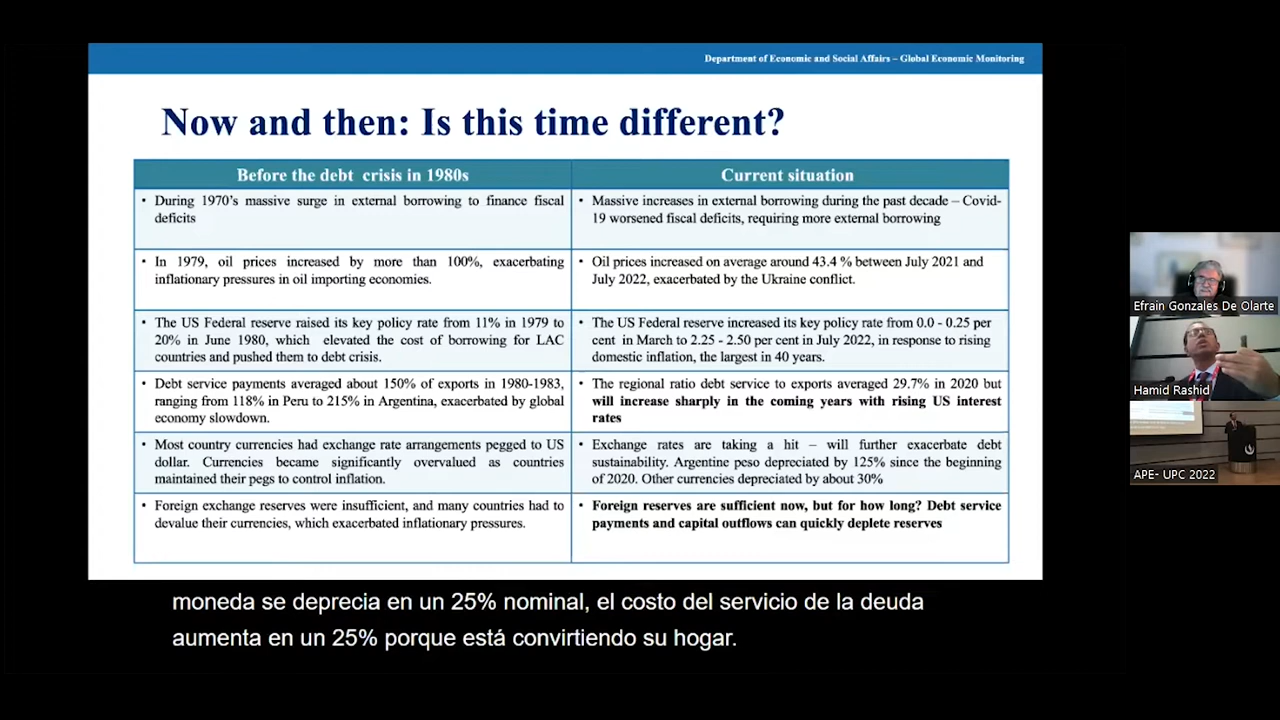 Department of Economic and Social Affairs – Global Economic Monitoring
Now and then: Is this time different?
Before the debt crisis in 1980s
Current situation
• During 1970's massive surge in external borrowing to finance fiscal
deficits
• Massive increases in external borrowing during the past decade – Covid-
19 worsened fiscal deficits, requiring more external borrowing
• In 1979, oil prices increased by more than 100%, exacerbating
inflationary pressures in oil importing economies.
• Oil prices increased on average around 43.4 % between July 2021 and
July 2022, exacerbated by the Ukraine conflict.
• The US Federal reserve raised its key policy rate from 11% in 1979 to
20% in June 1980, which elevated the cost of borrowing for LAC
countries and pushed them to debt crisis.
• The US Federal reserve increased its key policy rate from 0.0 - 0.25 per
cent in March to 2.25 - 2.50 per cent in July 2022, in response to rising
domestic inflation, the largest in 40 years.
• Debt service payments averaged about 150% of exports in 1980-1983,
ranging from 118% in Peru to 215% in Argentina, exacerbated by global
economy slowdown.
• The regional ratio debt service to exports averaged 29.7% in 2020 but
will increase sharply in the coming years with rising US interest
rates
• Most country currencies had exchange rate arrangements pegged to US
dollar. Currencies became significantly overvalued as countries
maintained their pegs to control inflation.
• Exchange rates are taking a hit – will further exacerbate debt
sustainability. Argentine peso depreciated by 125% since the beginning
of 2020. Other currencies depreciated by about 30%
• Foreign exchange reserves were insufficient, and many countries had to
devalue their currencies, which exacerbated inflationary pressures.
• Foreign reserves are sufficient now, but for how long? Debt service
payments and capital outflows can quickly deplete reserves
Efrain Gonzales De Olarte
Hamid Rashid
APE- UPC 2022
moneda se deprecia en un 25% nominal, el costo del servicio de la deuda
aumenta en un 25% porque está convirtiendo su hogar.